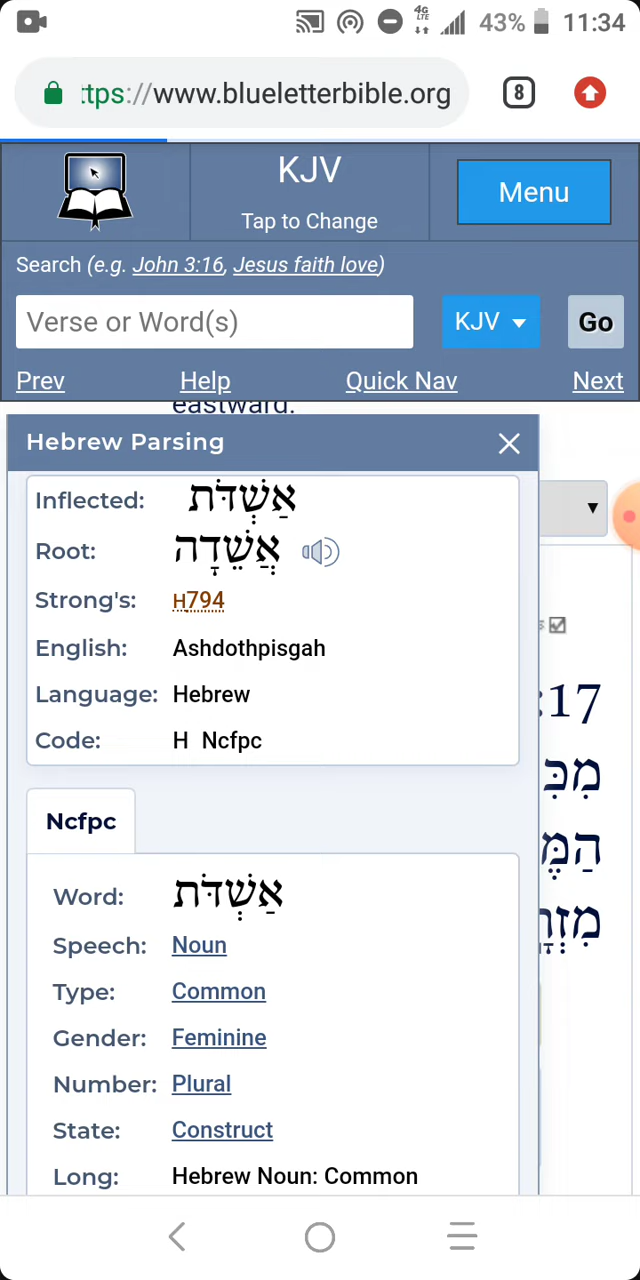 4G
LTE
43%
11:34
ttps://www.blueletterbible.org
8
KJV
Tap to Change
Menu
Search (e.g. John 3:16, Jesus faith love)
Verse or Word(s)
KJV
Go
Prev
Help
Quick Nav
Next
eastward.
Hebrew Parsing
Inflected: אַשְׁדֹּת
Root: אֲשֵׁדָה
Strong's: H794
English: Ashdothpisgah
Language: Hebrew
Code: H Ncfpc
:17
מִכִּ
הַמֶּ
מִזְרָ
Ncfpc
Word: אַשְׁדֹּת
Speech: Noun
Type: Common
Gender: Feminine
Number: Plural
State: Construct
Long: Hebrew Noun: Common